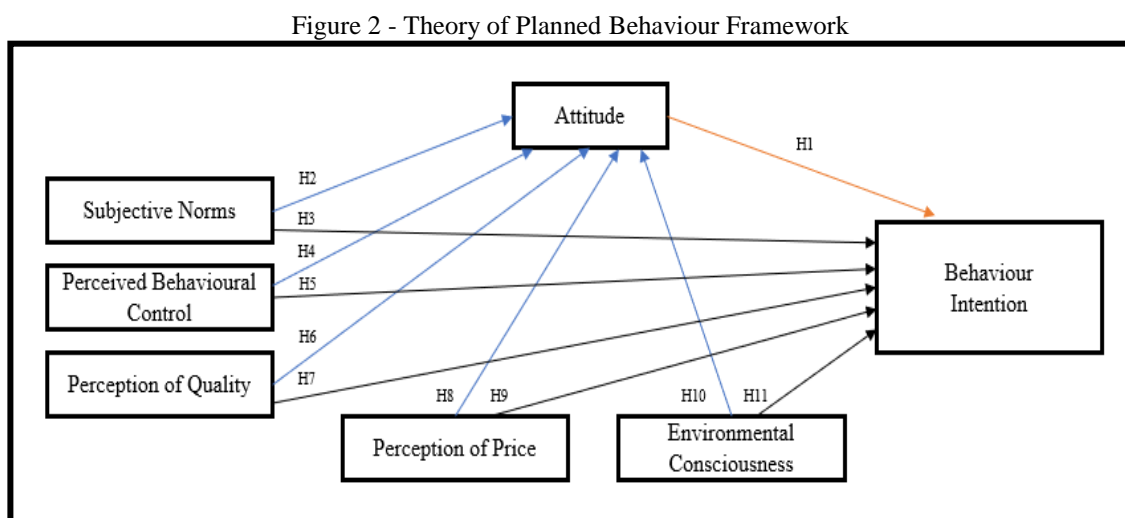 Figure 2 - Theory of Planned Behaviour Framework
Attitude
H1
H2
Subjective Norms
H3
H4
Perceived Behavioural
Control
H5
Behaviour
Intention
H6
Perception of Quality
H7
H8
H9
H10
H11
Perception of Price
Environmental
Consciousness